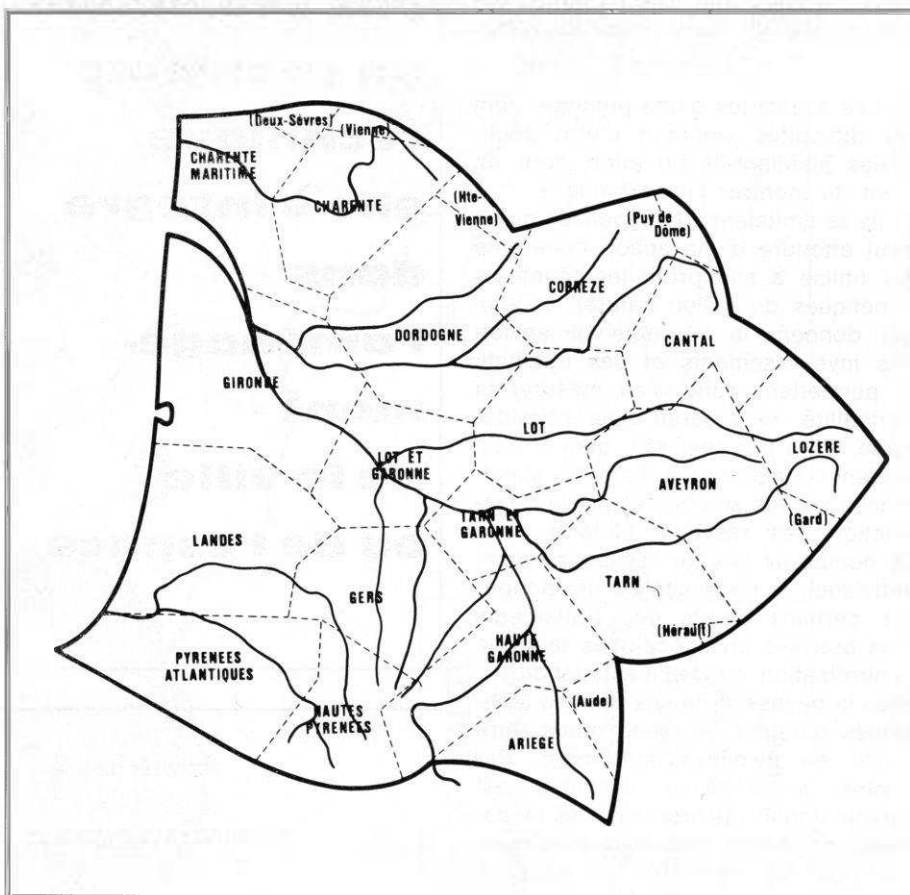 (Deux-Sèvres)
(Vienne)
CHARENTE
MARITIME
CHARENTE
(Hte-
Vienne)
(Puy de
Dôme)
CORRÈZE
DORDOGNE
CANTAL
GIRONDE
LOT
LOT ET
GARONNE
LOZERE
AVEYRON
TARN ET
GARONNE
(Gard)
LANDES
TARN
GERS
(Hérault)
HAUTE
GARONNE
PYRENEES
ATLANTIQUES
(Aude)
HAUTES
PYRENEES
ARIEGE